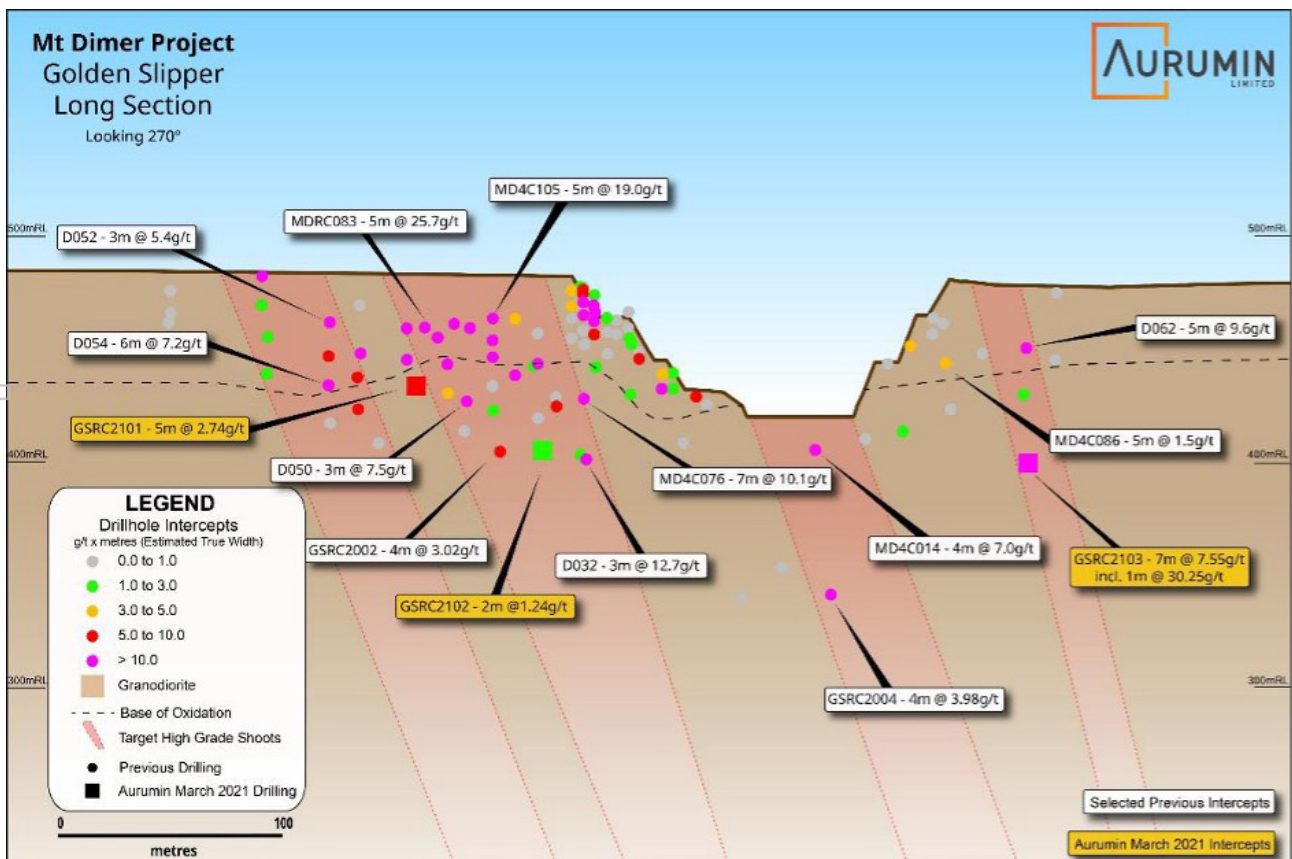 Mt Dimer Project
Golden Slipper
Long Section
Looking 270°
AURUMIN
LIMITED
MD4C105 - 5m @ 19.0g/t
MDRC083 - 5m @ 25.7g/t
D052 - 3m @ 5.4g/t
500mRL
500mRL
D054 - 6m @ 7.2g/t
D062 - 5m @ 9.6g/t
GSRC2101 - 5m @ 2.74g/t
MD4C086 - 5m @ 1.5g/t
D050 - 3m @ 7.5g/t
MD4C076 - 7m @ 10.1g/t
400mRL
400mRL
GSRC2002 - 4m @ 3.02g/t
D032 - 3m @ 12.7g/t
MD4C014 - 4m @ 7.0g/t
GSRC2103 - 7m @ 7.55g/t
incl. 1m @ 30.25g/t
GSRC2102 - 2m @1.24g/t
GSRC2004 - 4m @ 3.98g/t
300mRL
300mRL
LEGEND
Drillhole Intercepts
g/t x metres (Estimated True Width)
0.0 to 1.0
1.0 to 3.0
3.0 to 5.0
5.0 to 10.0
> 10.0
Granodiorite
Base of Oxidation
Target High Grade Shoots
Previous Drilling
Aurumin March 2021 Drilling
0 100
metres
Selected Previous Intercepts
Aurumin March 2021 Intercepts